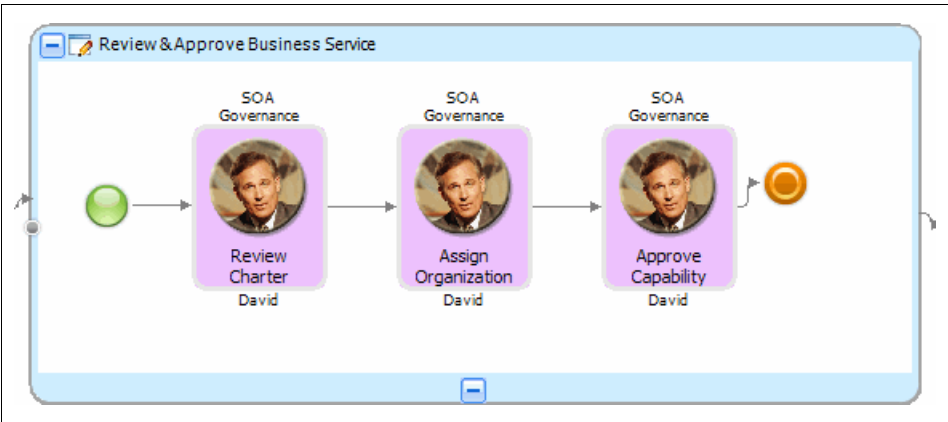 Review & Approve Business Service
SOA
Governance
SOA
Governance
SOA
Governance
Review
Charter
Assign
Organization
Approve
Capability
David
David
David